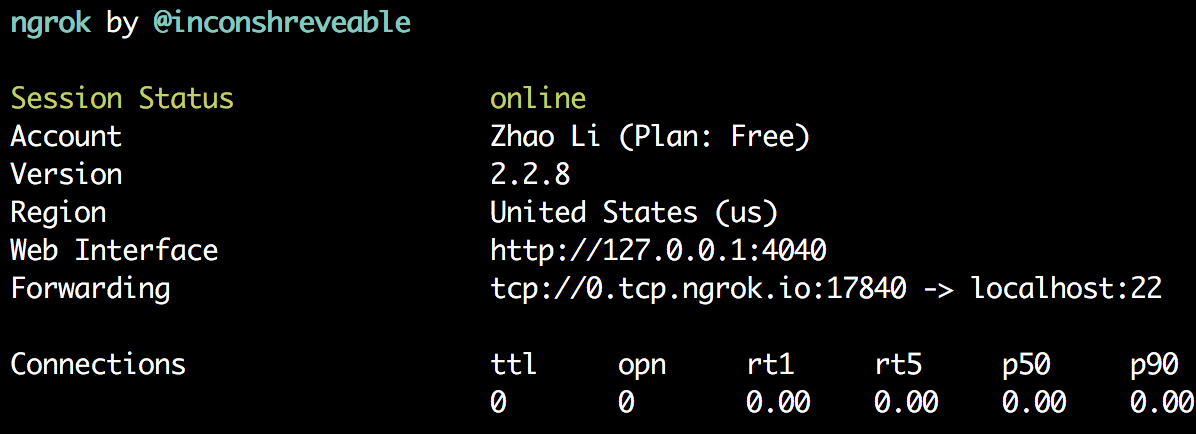 ngrok by @inconshreveable
Session Status online
Account Zhao Li (Plan: Free)
Version 2.2.8
Region United States (us)
Web Interface http://127.0.0.1:4040
Forwarding tcp://0.tcp.ngrok.io:17840 -> localhost:22
Connections ttl opn rt1 rt5 p50 p90
0 0 0.00 0.00 0.00 0.00